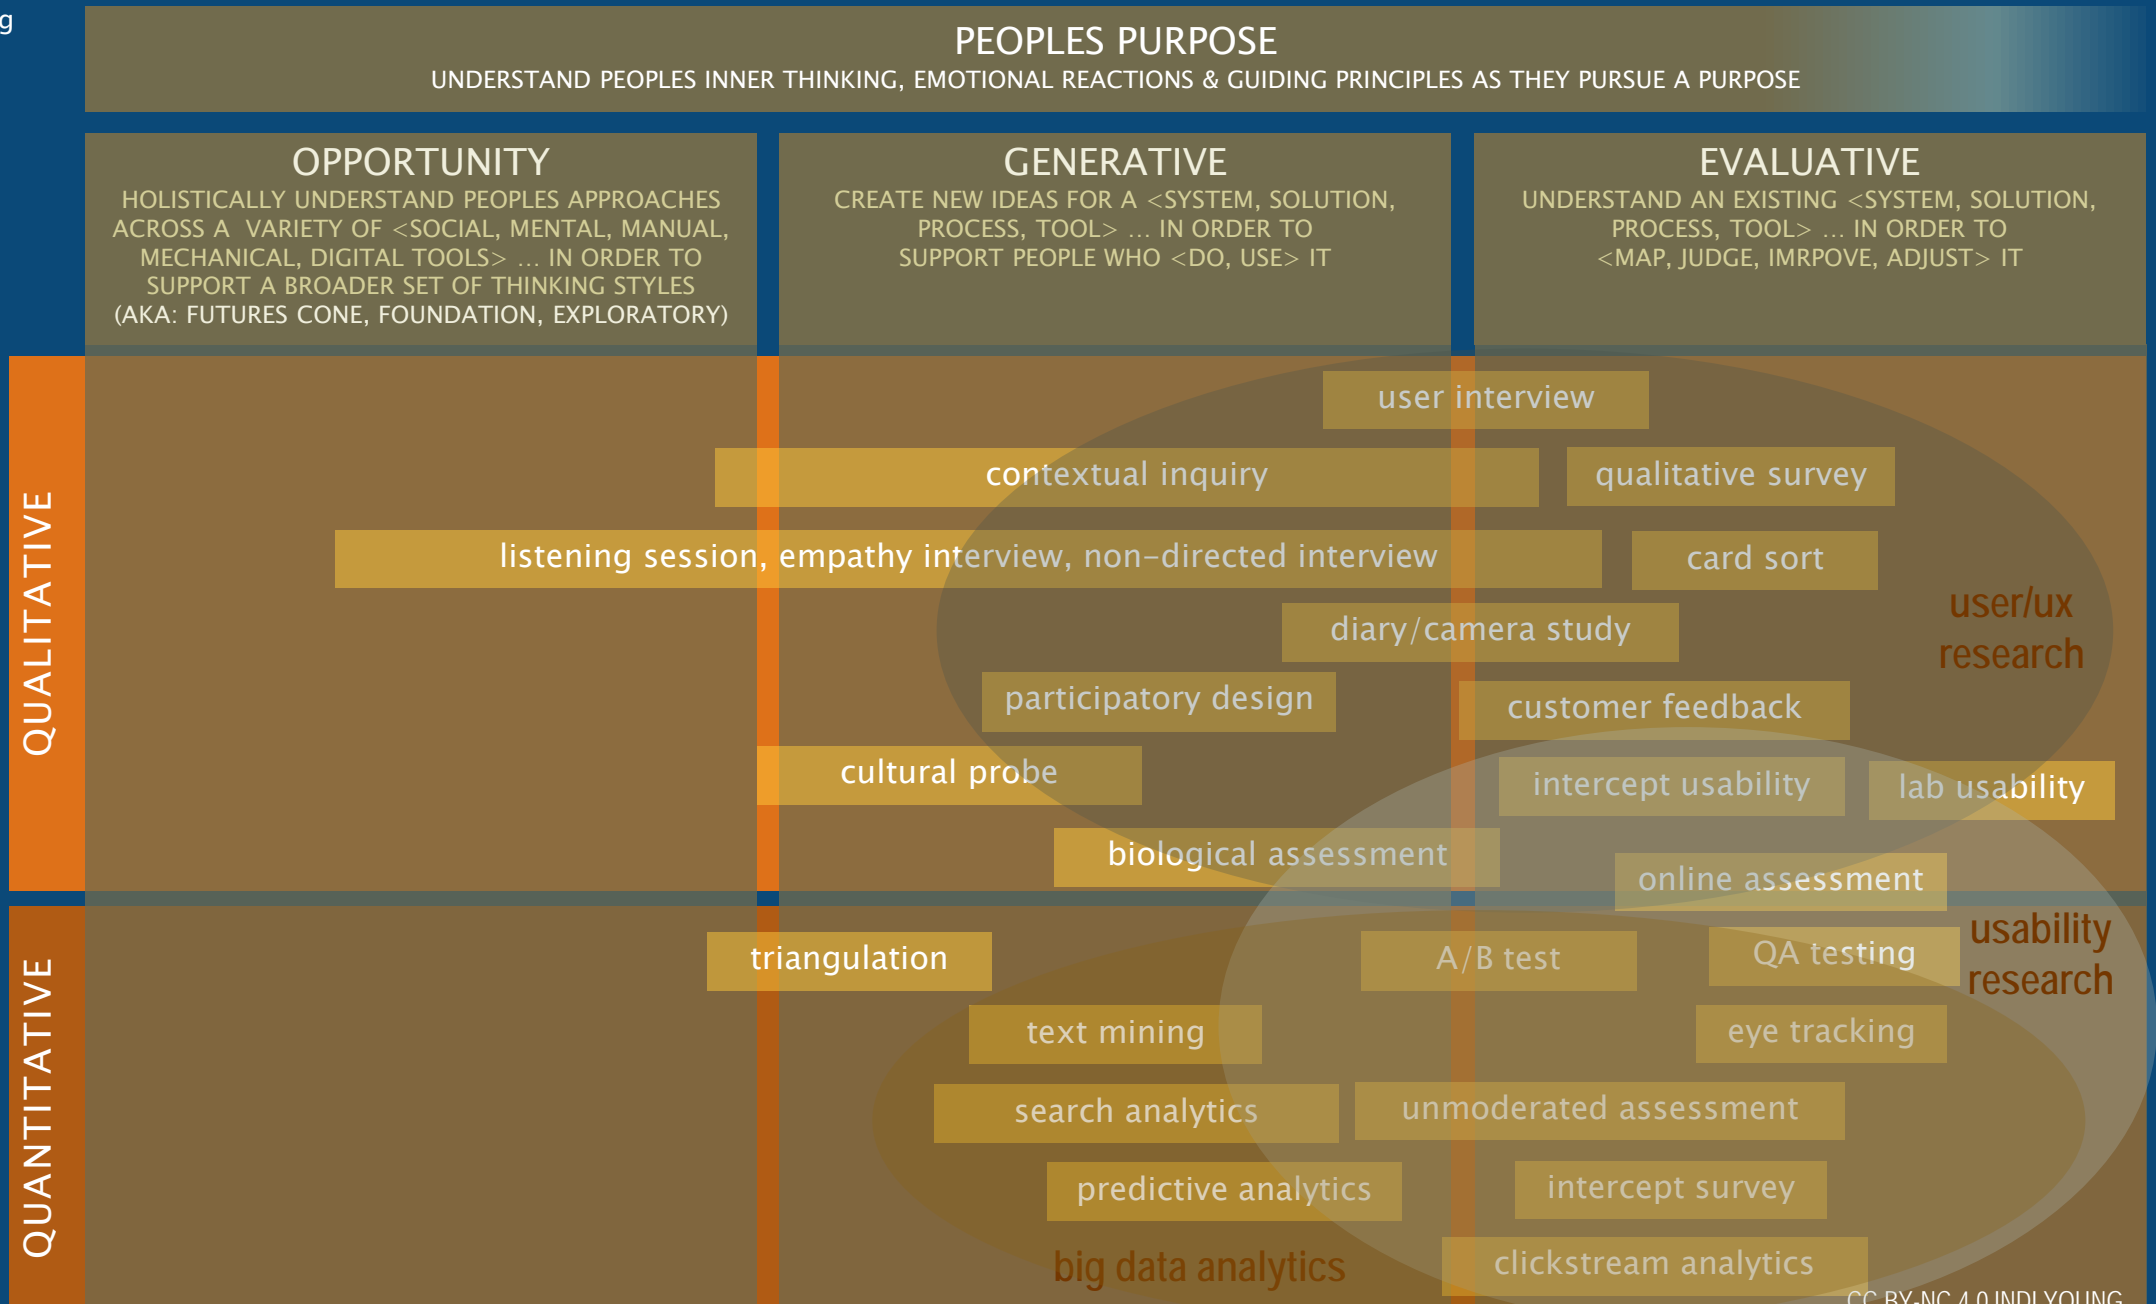 g
PEOPLES PURPOSE
UNDERSTAND PEOPLES INNER THINKING, EMOTIONAL REACTIONS & GUIDING PRINCIPLES AS THEY PURSUE A PURPOSE
OPPORTUNITY
HOLISTICALLY UNDERSTAND PEOPLES APPROACHES
ACROSS A VARIETY OF <SOCIAL, MENTAL, MANUAL,
MECHANICAL, DIGITAL TOOLS> ... IN ORDER TO
SUPPORT A BROADER SET OF THINKING STYLES
(AKA: FUTURES CONE, FOUNDATION, EXPLORATORY)
GENERATIVE
CREATE NEW IDEAS FOR A <SYSTEM, SOLUTION,
PROCESS, TOOL> ... IN ORDER TO
SUPPORT PEOPLE WHO <DO, USE> IT
EVALUATIVE
UNDERSTAND AN EXISTING <SYSTEM, SOLUTION,
PROCESS, TOOL> ... IN ORDER TO
<MAP, JUDGE, IMRPOVE, ADJUST> IT
QUALITATIVE
user interview
contextual inquiry
qualitative survey
listening session, empathy interview, non-directed interview
card sort
user/ux
research
diary/camera study
participatory design
customer feedback
cultural probe
intercept usability
lab usability
biological assessment
online assessment
QUANTITATIVE
triangulation
A/B test
QA testing
usability
research
text mining
eye tracking
search analytics
unmoderated assessment
predictive analytics
intercept survey
big data analytics
clickstream analytics
CC BY-NC 4.0 INDI YOUNG